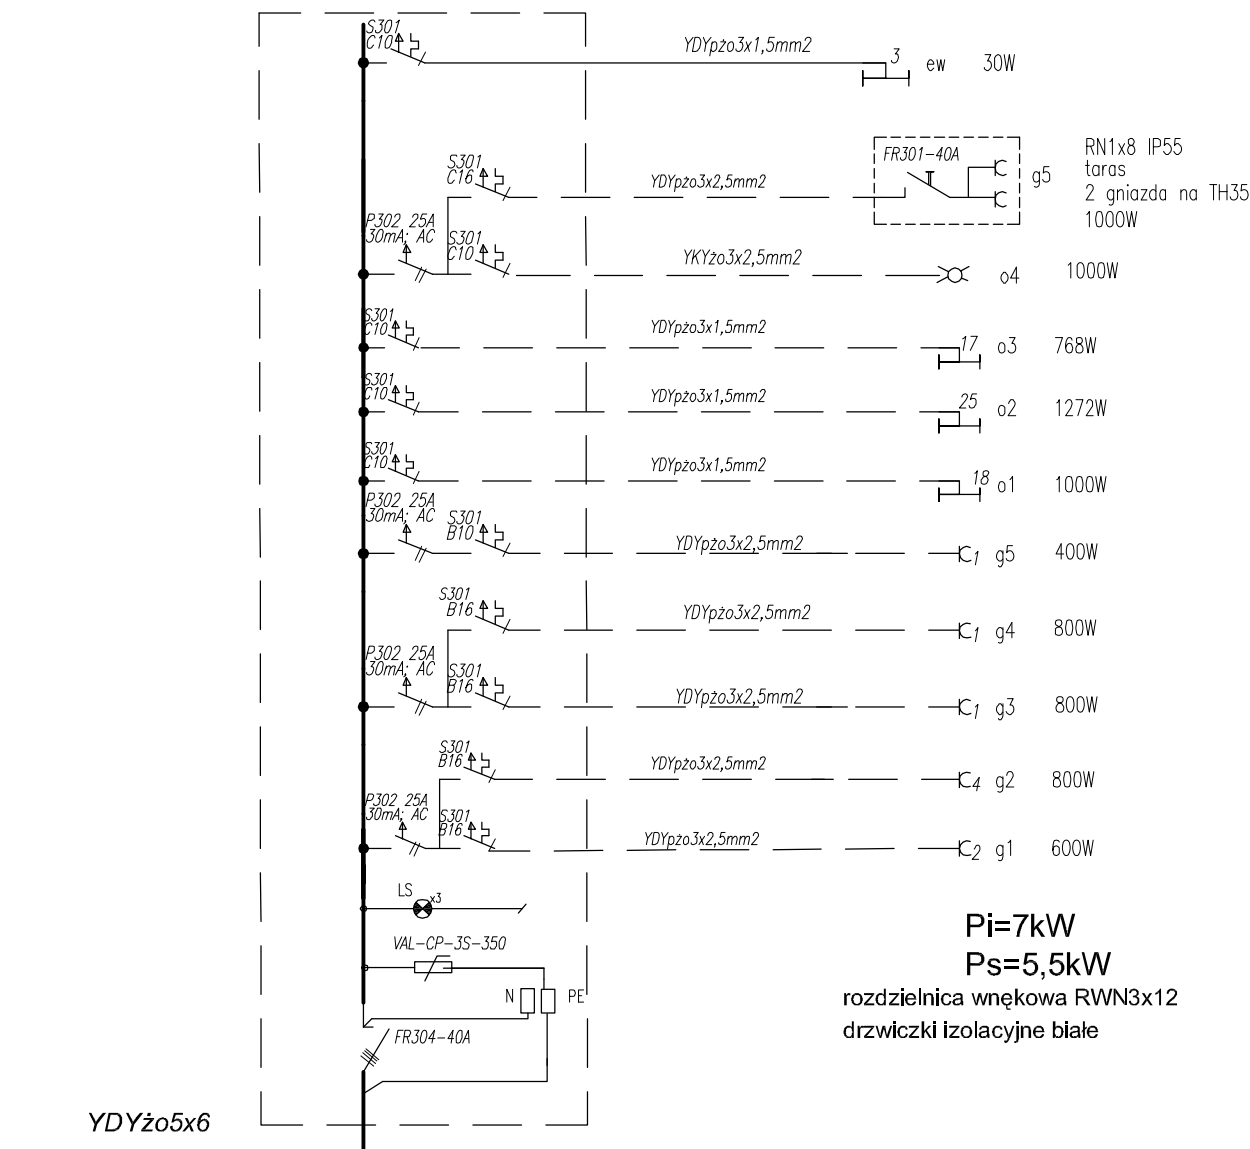 S301
C10
YDYpżo3x1,5mm2
3 ew 30W
S301
C16
YDYpżo3x2,5mm2
FR301-40A
g5
RN1x8 IP55
taras
2 gniazda na TH35
1000W
P302 25A
30mA; AC
S301
C10
YKYżo3x2,5mm2
o4 1000W
S301
C10
YDYpżo3x1,5mm2
17 o3 768W
S301
C10
YDYpżo3x1,5mm2
25 o2 1272W
S301
C10
YDYpżo3x1,5mm2
18 o1 1000W
P302 25A
30mA; AC
S301
B10
YDYpżo3x2,5mm2
1 g5 400W
S301
B16
YDYpżo3x2,5mm2
1 g4 800W
P302 25A
30mA; AC
S301
B16
YDYpżo3x2,5mm2
1 g3 800W
S301
B16
YDYpżo3x2,5mm2
4 g2 800W
P302 25A
30mA; AC
S301
B16
YDYpżo3x2,5mm2
2 g1 600W
LS x3
VAL-CP-3S-350
N PE
FR304-40A
Pi=7kW
Ps=5,5kW
rozdzielnica wnękowa RWN3x12
drzwiczki izolacyjne białe
YDYżo5x6